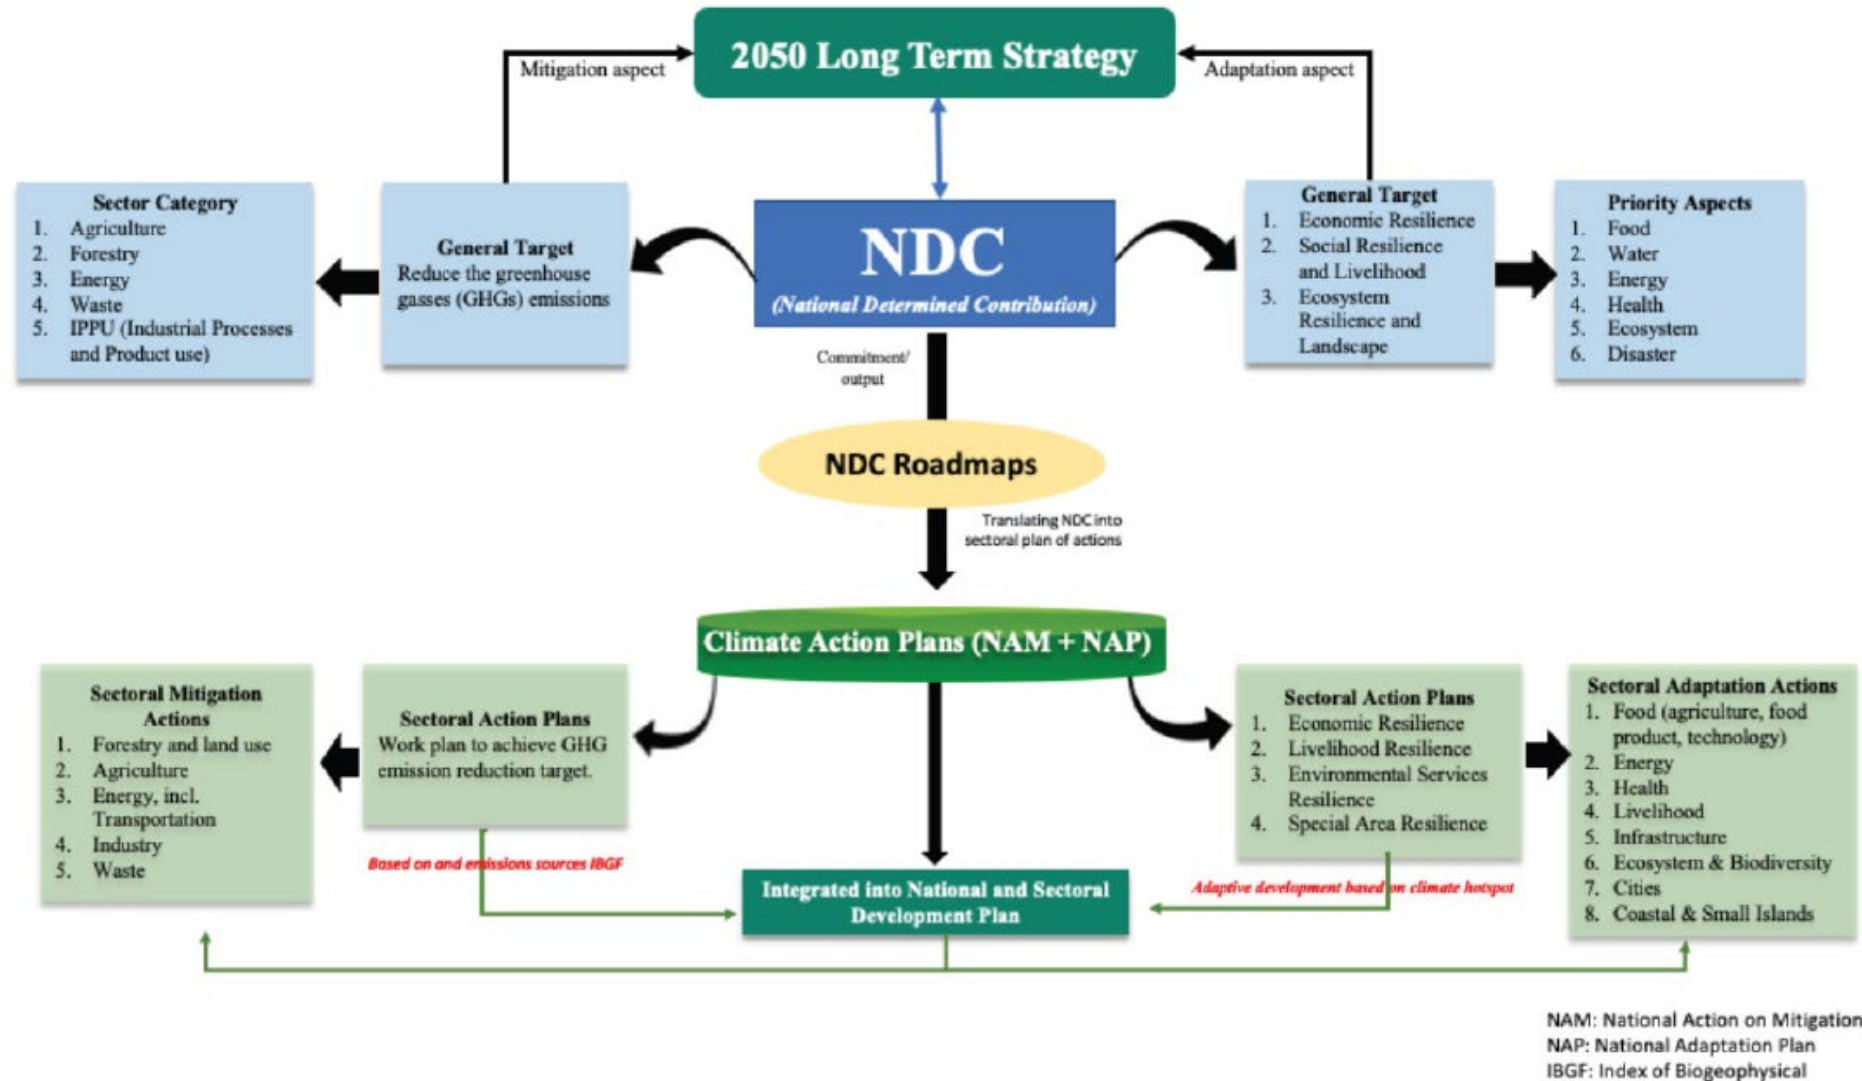 2050 Long Term Strategy
Mitigation aspect
Adaptation aspect
Sector Category
1. Agriculture
2. Forestry
3. Energy
4. Waste
5. IPPU (Industrial Processes
and Product use)
General Target
Reduce the greenhouse
gasses (GHGs) emissions
NDC
(National Determined Contribution)
General Target
1. Economic Resilience
2. Social Resilience
and Livelihood
3. Ecosystem
Resilience and
Landscape
Priority Aspects
1. Food
2. Water
3. Energy
4. Health
5. Ecosystem
6. Disaster
Commitment/
output
NDC Roadmaps
Translating NDC into
sectoral plan of actions
Climate Action Plans (NAM + NAP)
Sectoral Mitigation
Actions
1. Forestry and land use
2. Agriculture
3. Energy, incl.
Transportation
4. Industry
5. Waste
Sectoral Action Plans
Work plan to achieve GHG
emission reduction target.
Based on and emissions sources IBGF
Integrated into National and Sectoral
Development Plan
Sectoral Action Plans
1. Economic Resilience
2. Livelihood Resilience
3. Environmental Services
Resilience
4. Special Area Resilience
Adaptive development based on climate hotspot
Sectoral Adaptation Actions
1. Food (agriculture, food
product, technology)
2. Energy
3. Health
4. Livelihood
5. Infrastructure
6. Ecosystem & Biodiversity
7. Cities
8. Coastal & Small Islands
NAM: National Action on Mitigation
NAP: National Adaptation Plan
IBGF: Index of Biogeophysical